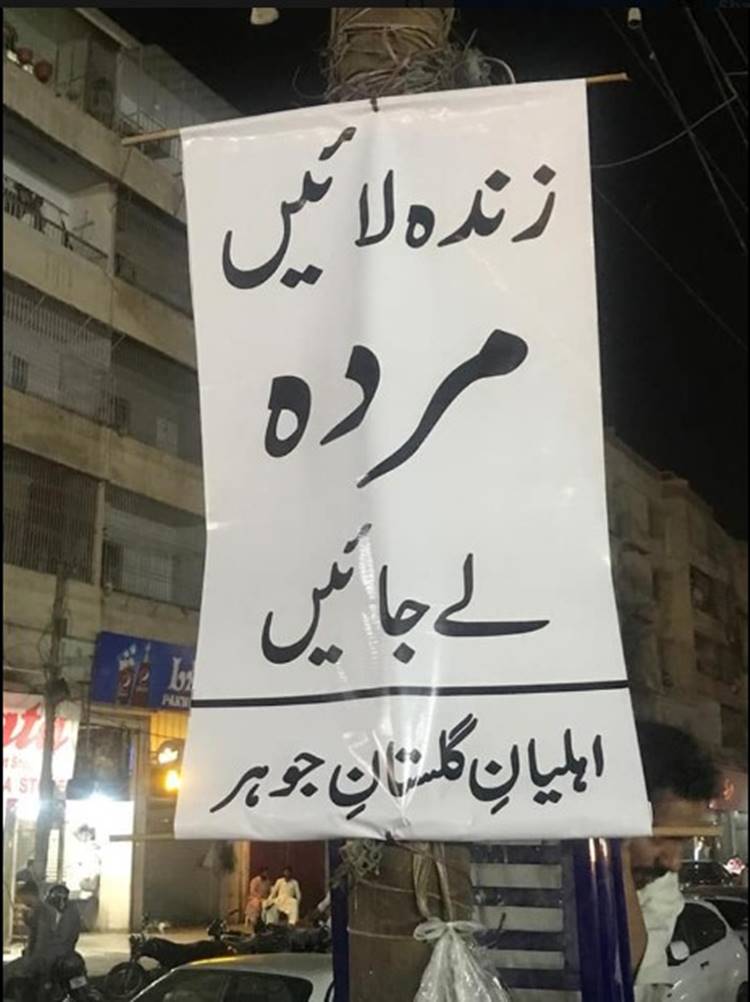 زندہ لائیں
مردہ
لے جائیں
اہلیانِ گلستانِ جوہر